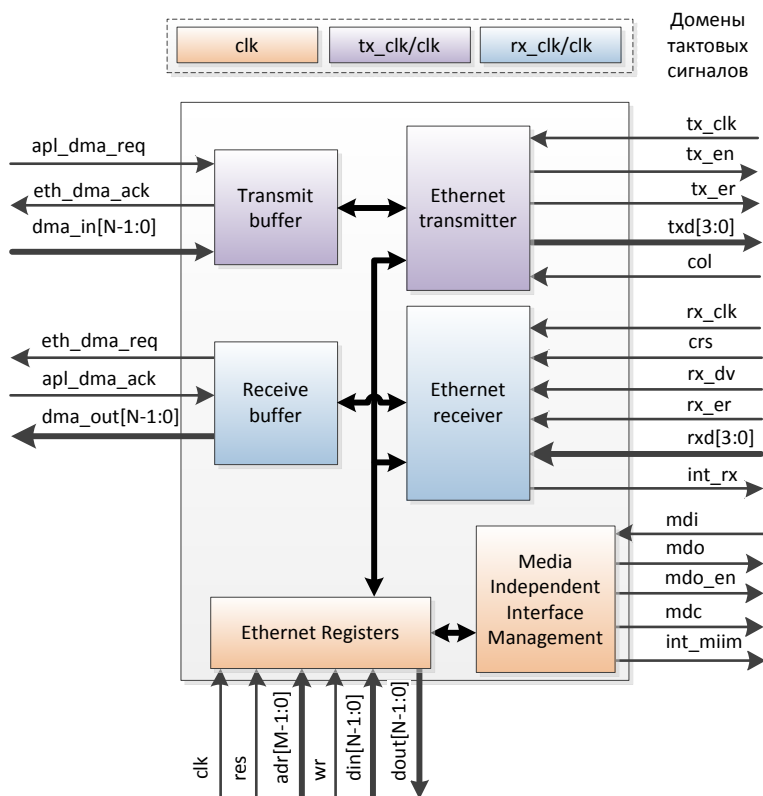 clk
tx_clk/clk
rx_clk/clk
Домены
тактовых
сигналов
apl_dma_req
eth_dma_ack
dma_in[N-1:0]
Transmit
buffer
Ethernet
transmitter
tx_clk
tx_en
tx_er
txd[3:0]
col
eth_dma_req
apl_dma_ack
dma_out[N-1:0]
Receive
buffer
Ethernet
receiver
rx_clk
crs
rx_dv
rx_er
rxd[3:0]
int_rx
Ethernet Registers
Media
Independent
Interface
Management
mdi
mdo
mdo_en
mdc
int_miim
clk
res
adr[M-1:0]
wr
din[N-1:0]
dout[N-1:0]